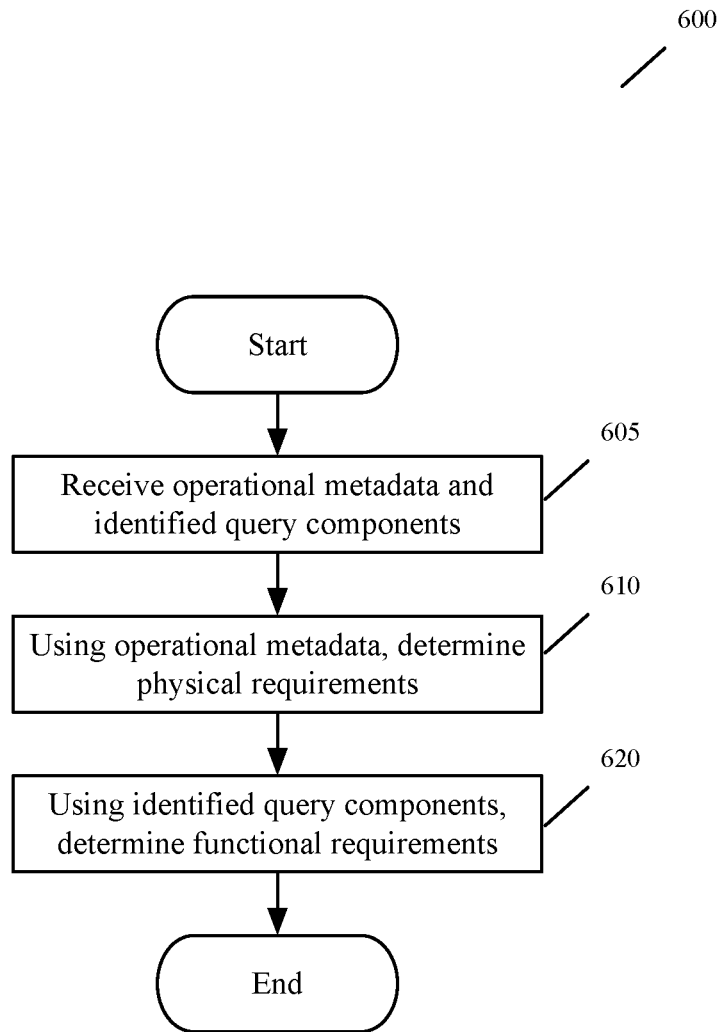 600
Start
605
Receive operational metadata and
identified query components
610
Using operational metadata, determine
physical requirements
620
Using identified query components,
determine functional requirements
End